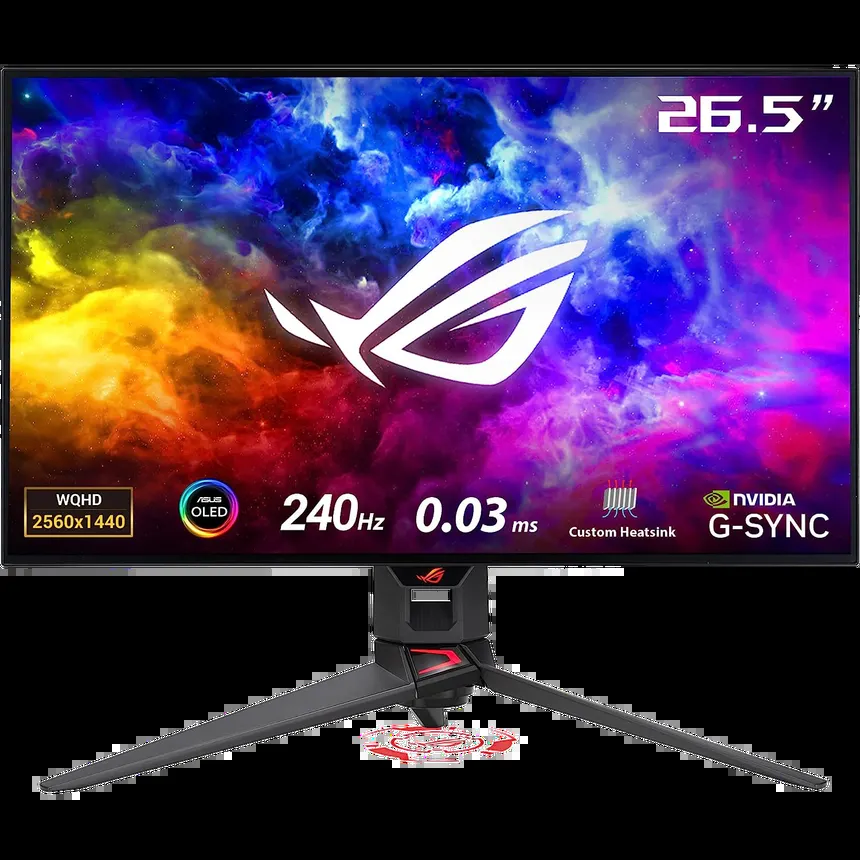 26.5”
WQHD
2560x1440
ASUS
OLED
240Hz
0.03 ms
Custom Heatsink
NVIDIA
G-SYNC